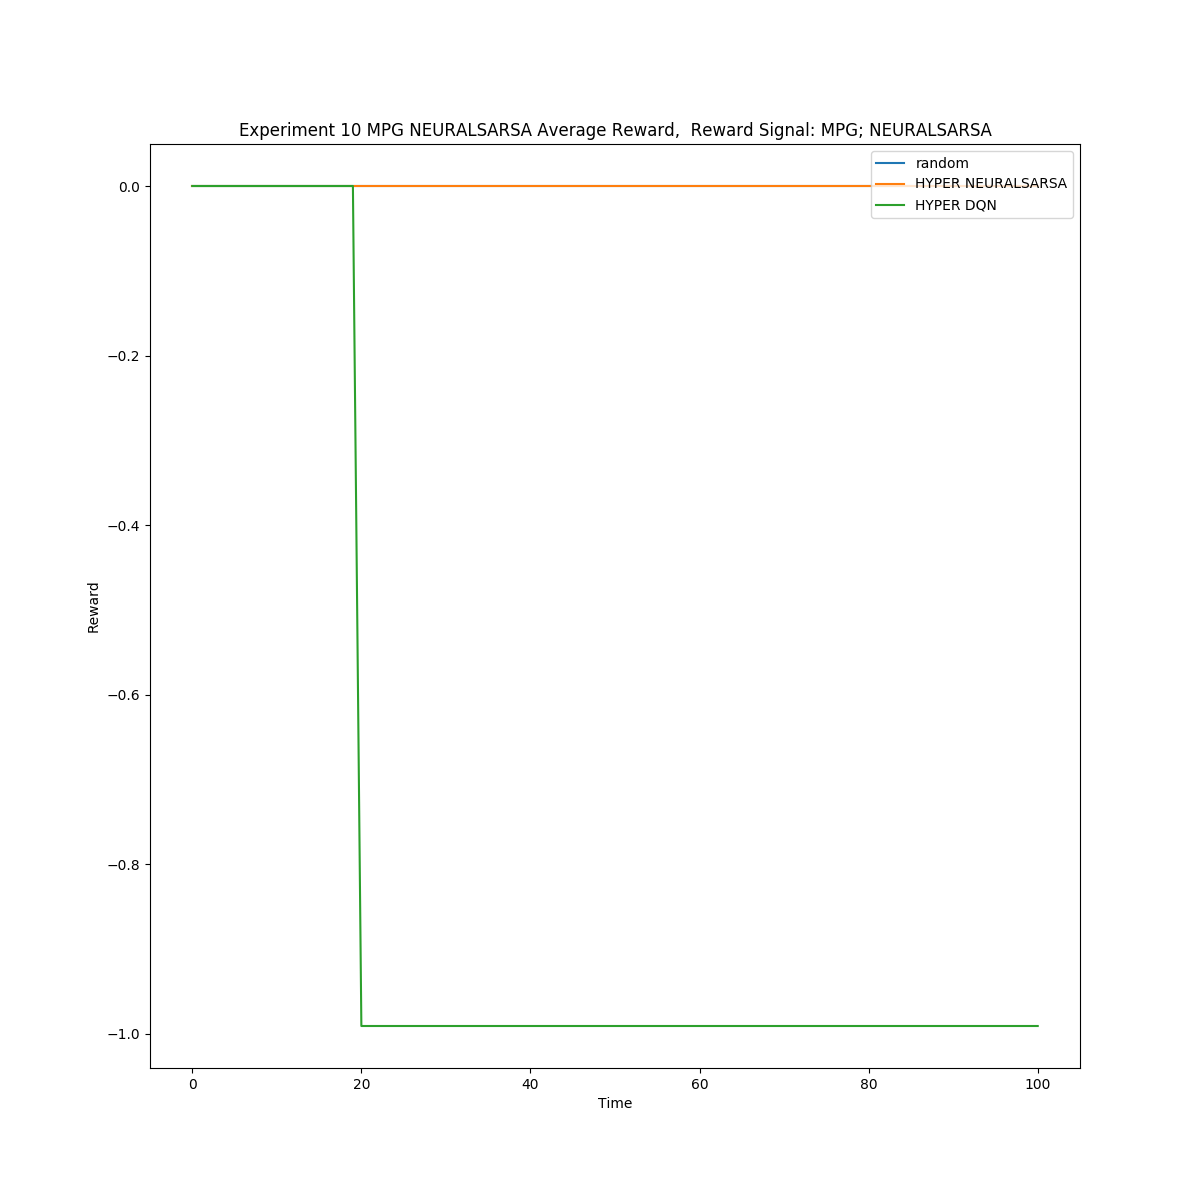 Experiment 10 MPG NEURALSARSA Average Reward,  Reward Signal: MPG; NEURALSARSA
random
HYPER NEURALSARSA
HYPER DQN
0.0
−0.2
−0.4
−0.6
−0.8
−1.0
Reward
0 20 40 60 80 100
Time